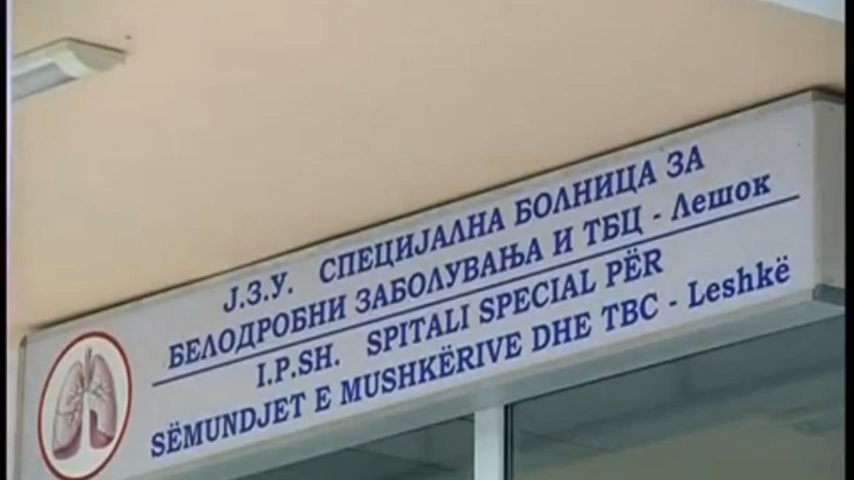 Ј.З.У. СПЕЦИЈАЛНА БОЛНИЦА ЗА
БЕЛОДРОБНИ ЗАБОЛУВАЊА И ТБЦ - Лешок
I.P.SH. SPITALI SPECIAL PËR
SËMUNDJET E MUSHKËRIVE DHE TBC - Leshkë